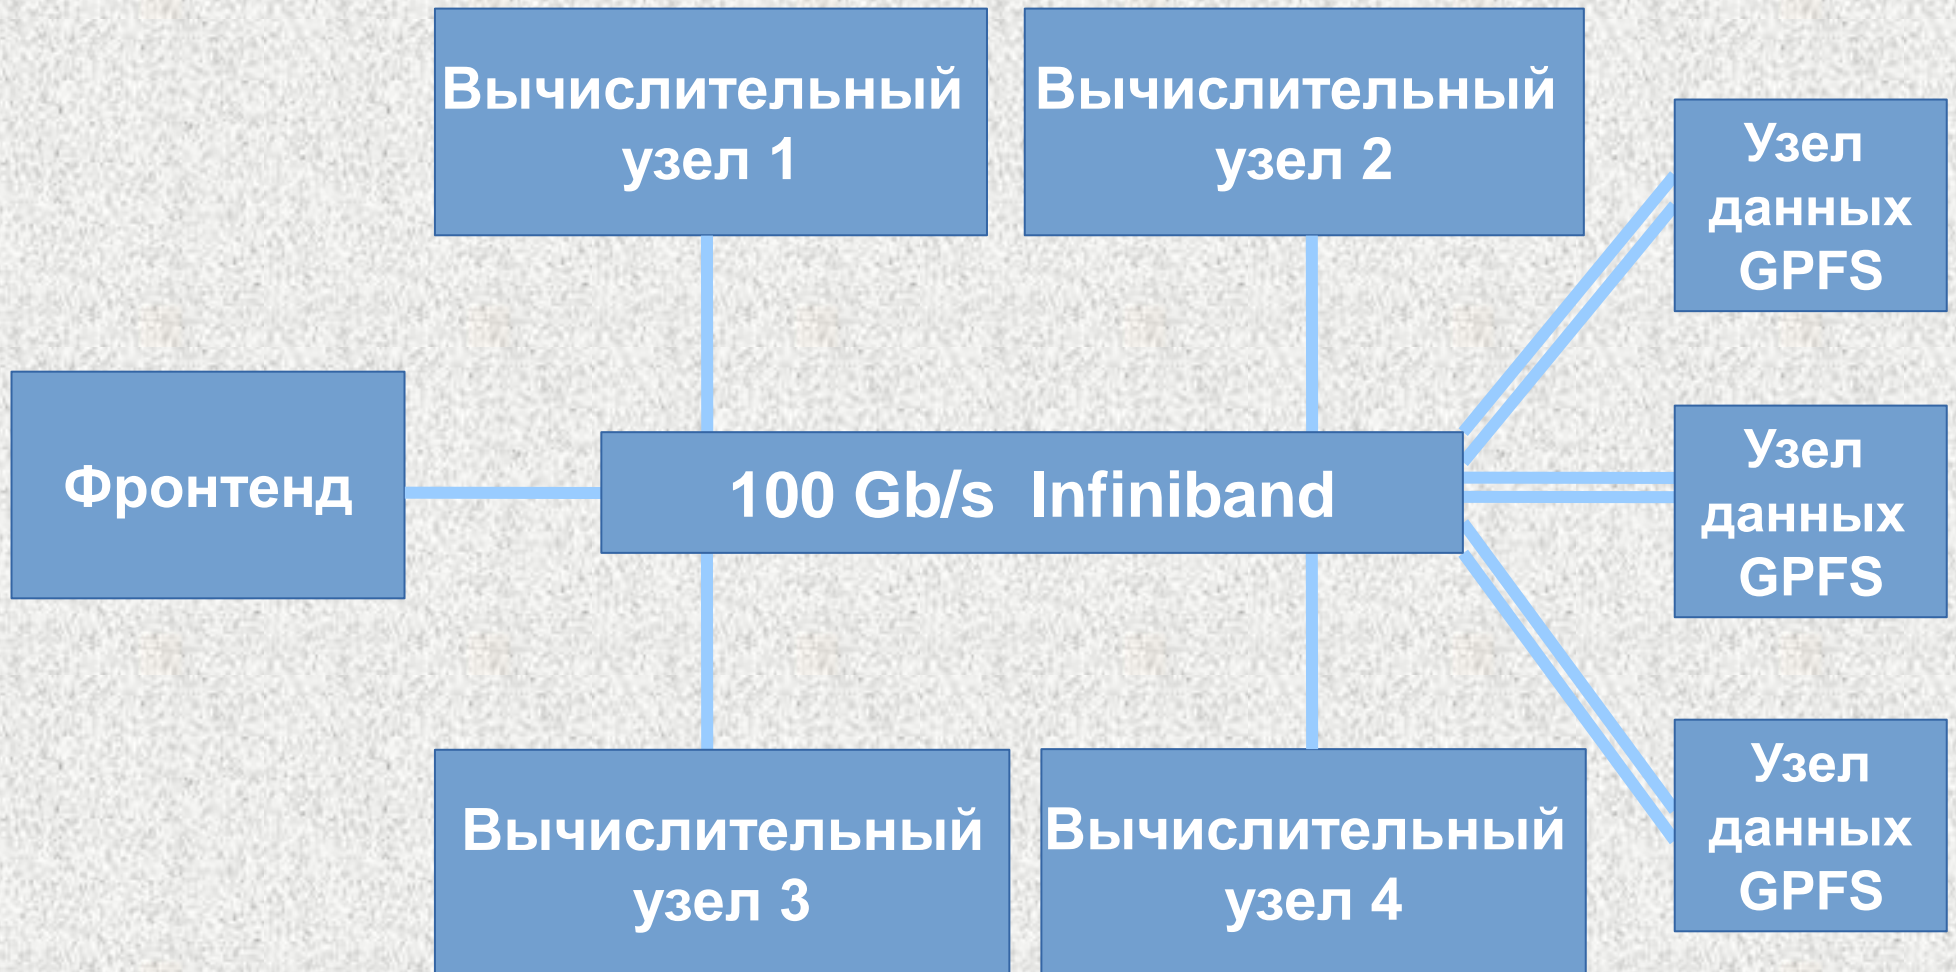 Вычислительный
узел 1
Вычислительный
узел 2
Узел
данных
GPFS
Фронтенд
100 Gb/s Infiniband
Узел
данных
GPFS
Вычислительный
узел 3
Вычислительный
узел 4
Узел
данных
GPFS